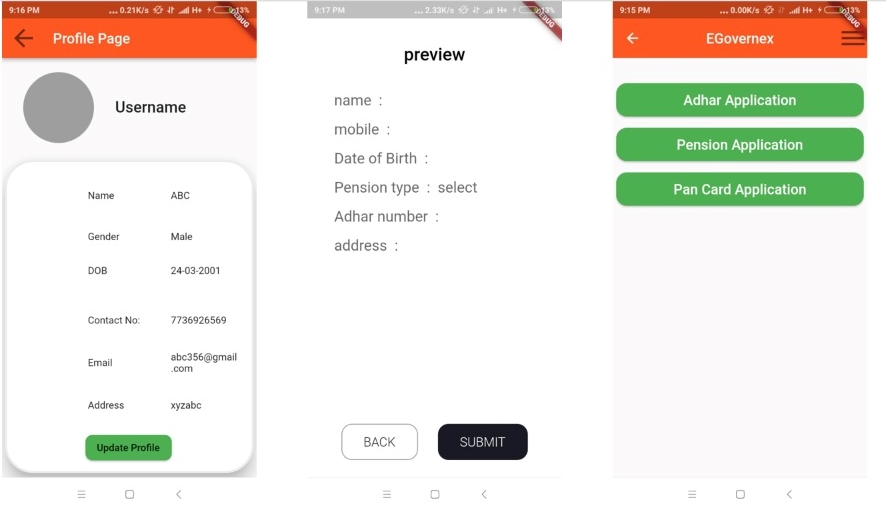 9:16 PM ... 0.21K/s H+ 13%
DEBUG
Profile Page
Username
Name ABC
Gender Male
DOB 24-03-2001
Contact No: 7736926569
Email abc356@gmail
.com
Address xyzabc
Update Profile
9:17 PM ... 2.33K/s H+ 13%
DEBUG
preview
name :
mobile :
Date of Birth :
Pension type : select
Adhar number :
address :
BACK SUBMIT
9:15 PM ... 0.00K/s H+ 13%
DEBUG
EGovernex
Adhar Application
Pension Application
Pan Card Application